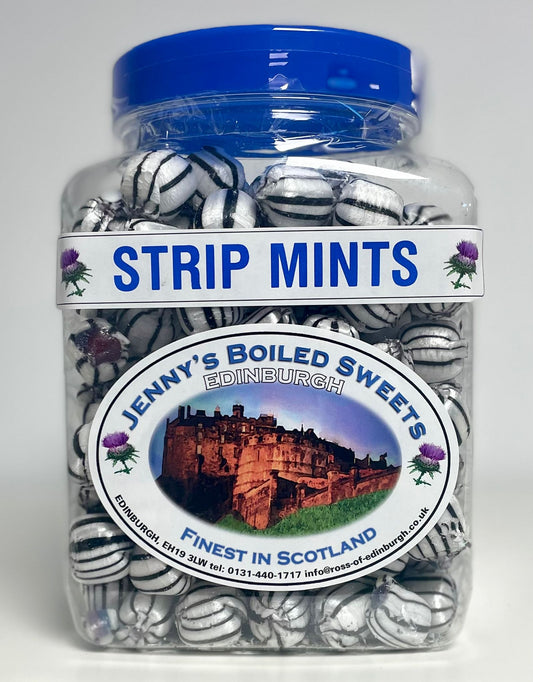 STRIP MINTS
JENNY'S BOILED SWEETS
EDINBURGH
FINEST IN SCOTLAND
EDINBURGH, EH19 3LW tel: 0131-440-1717 info@ross-of-edinburgh.co.uk